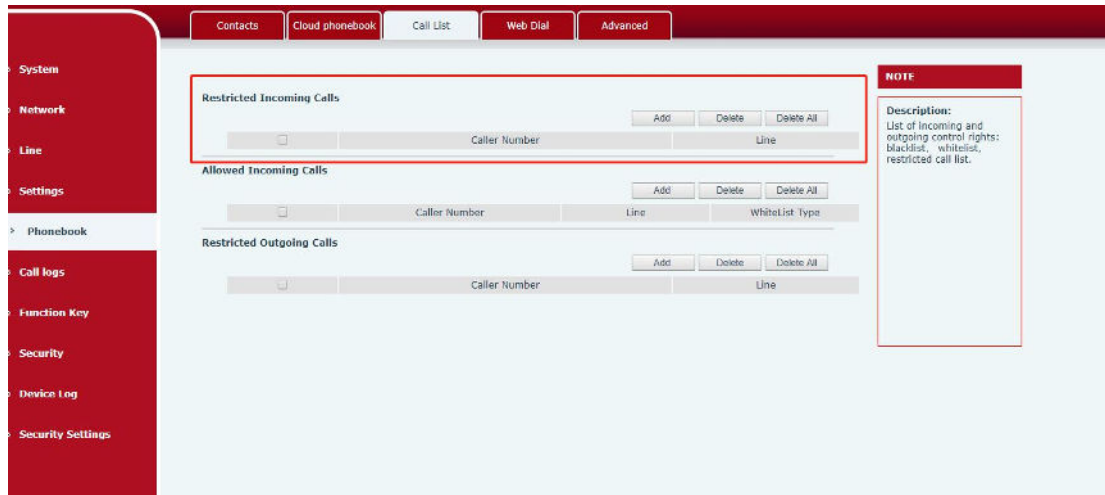 Contacts Cloud phonebook Call List Web Dial Advanced
System
Network
Line
Settings
Phonebook
Call logs
Function Key
Security
Device Log
Security Settings
Restricted Incoming Calls
Add Delete Delete All
Caller Number Line
Allowed Incoming Calls
Add Delete Delete All
Caller Number Line WhiteList Type
Restricted Outgoing Calls
Add Delete Delete All
Caller Number Line
NOTE
Description:
List of incoming and
outgoing control rights:
blacklist, whitelist,
restricted call list.